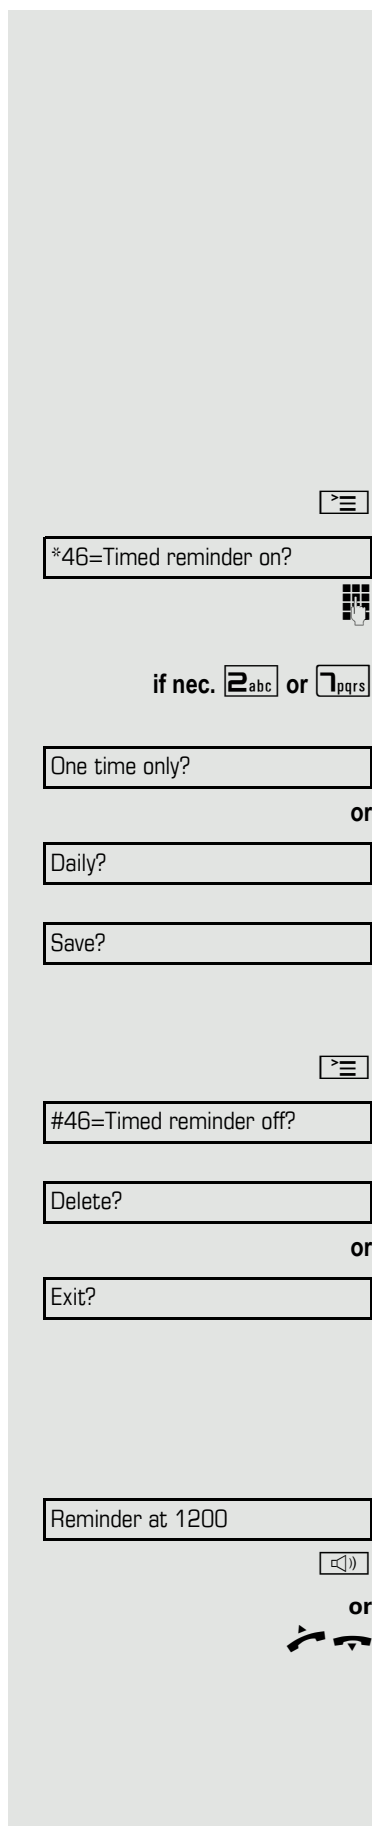 *46=Timed reminder on?
if nec. 2abc or 7pqrs
One time only?
or
Daily?
Save?
#46=Timed reminder off?
Delete?
or
Exit?
Reminder at 1200
or